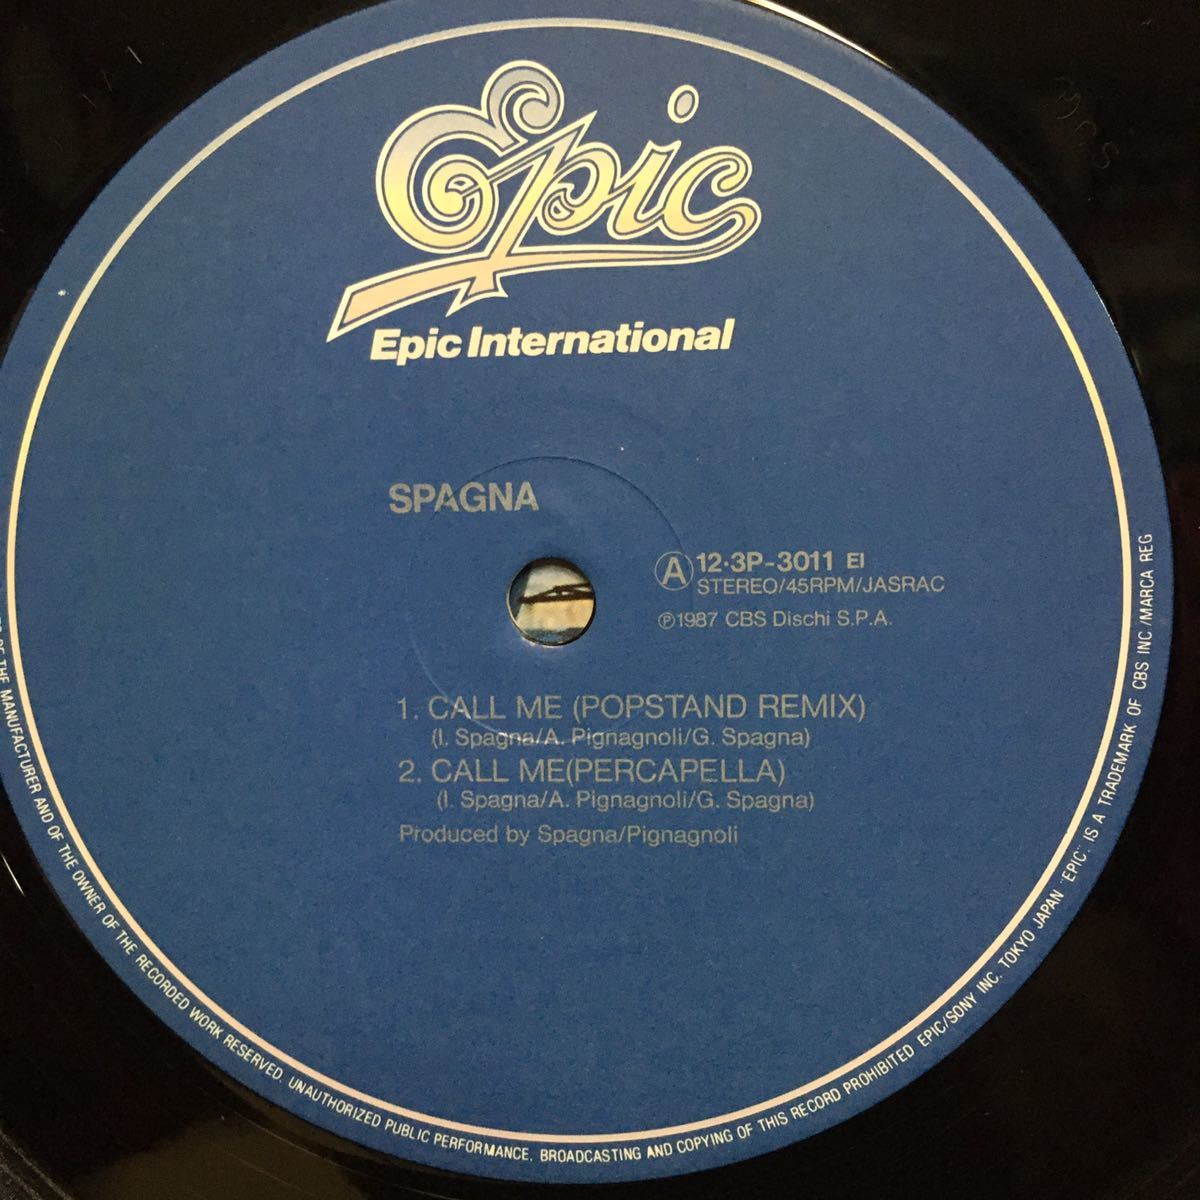 Epic
Epic International
SPAGNA
A 12·3P-3011 EI
STEREO/45RPM/JASRAC
℗1987 CBS Dischi S.P.A.
1. CALL ME (POPSTAND REMIX)
(I. Spagna/A. Pignagnoli/G. Spagna)
2. CALL ME(PERCAPELLA)
(I. Spagna/A. Pignagnoli/G. Spagna)
Produced by Spagna/Pignagnoli
OF THE MANUFACTURER AND OF THE OWNER OF THE RECORDED WORK RESERVED. UNAUTHORIZED PUBLIC PERFORMANCE, BROADCASTING AND COPYING OF THIS RECORD PROHIBITED EPIC/SONY INC. TOKYO JAPAN "EPIC." IS A TRADEMARK OF CBS INC./MARCA REG